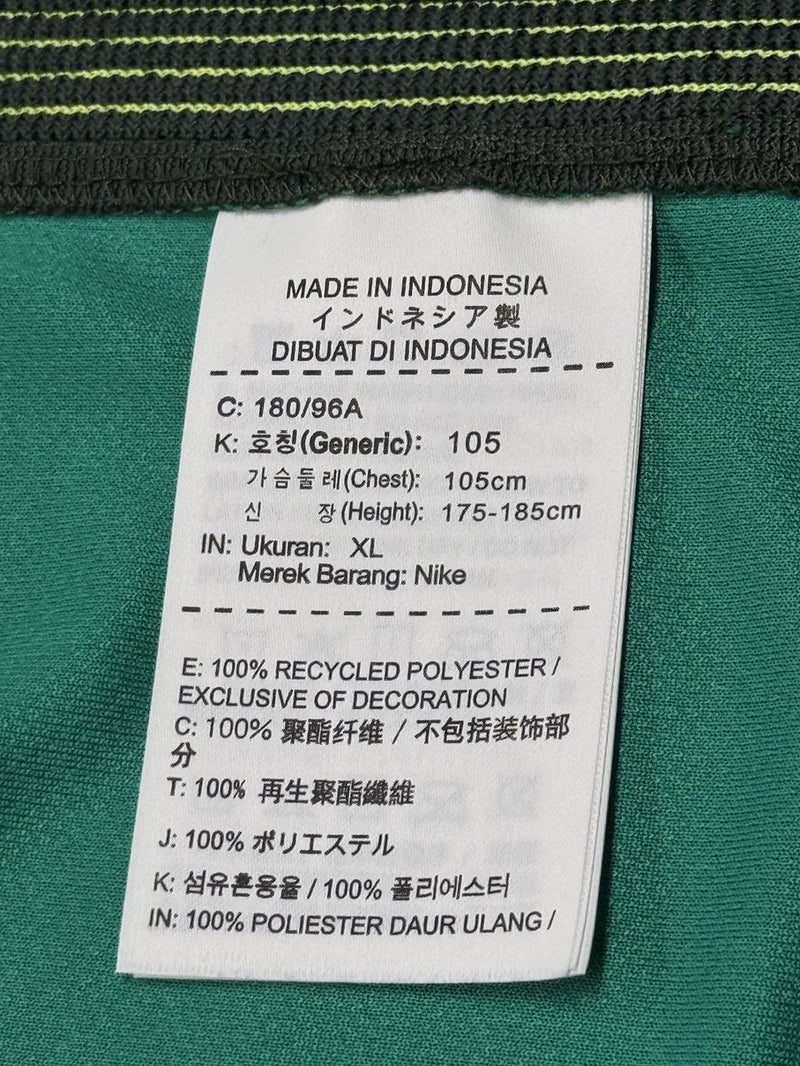 MADE IN INDONESIA
インドネシア製
DIBUAT DI INDONESIA
C: 180/96A
K: 호칭(Generic): 105
가슴둘레(Chest): 105cm
신 장(Height): 175-185cm
IN: Ukuran: XL
Merek Barang: Nike
E: 100% RECYCLED POLYESTER /
EXCLUSIVE OF DECORATION
C: 100% 聚酯纤维 / 不包括装饰部
分
T: 100% 再生聚酯纖維
J: 100% ポリエステル
K: 섬유혼용율 / 100% 폴리에스터
IN: 100% POLIESTER DAUR ULANG /